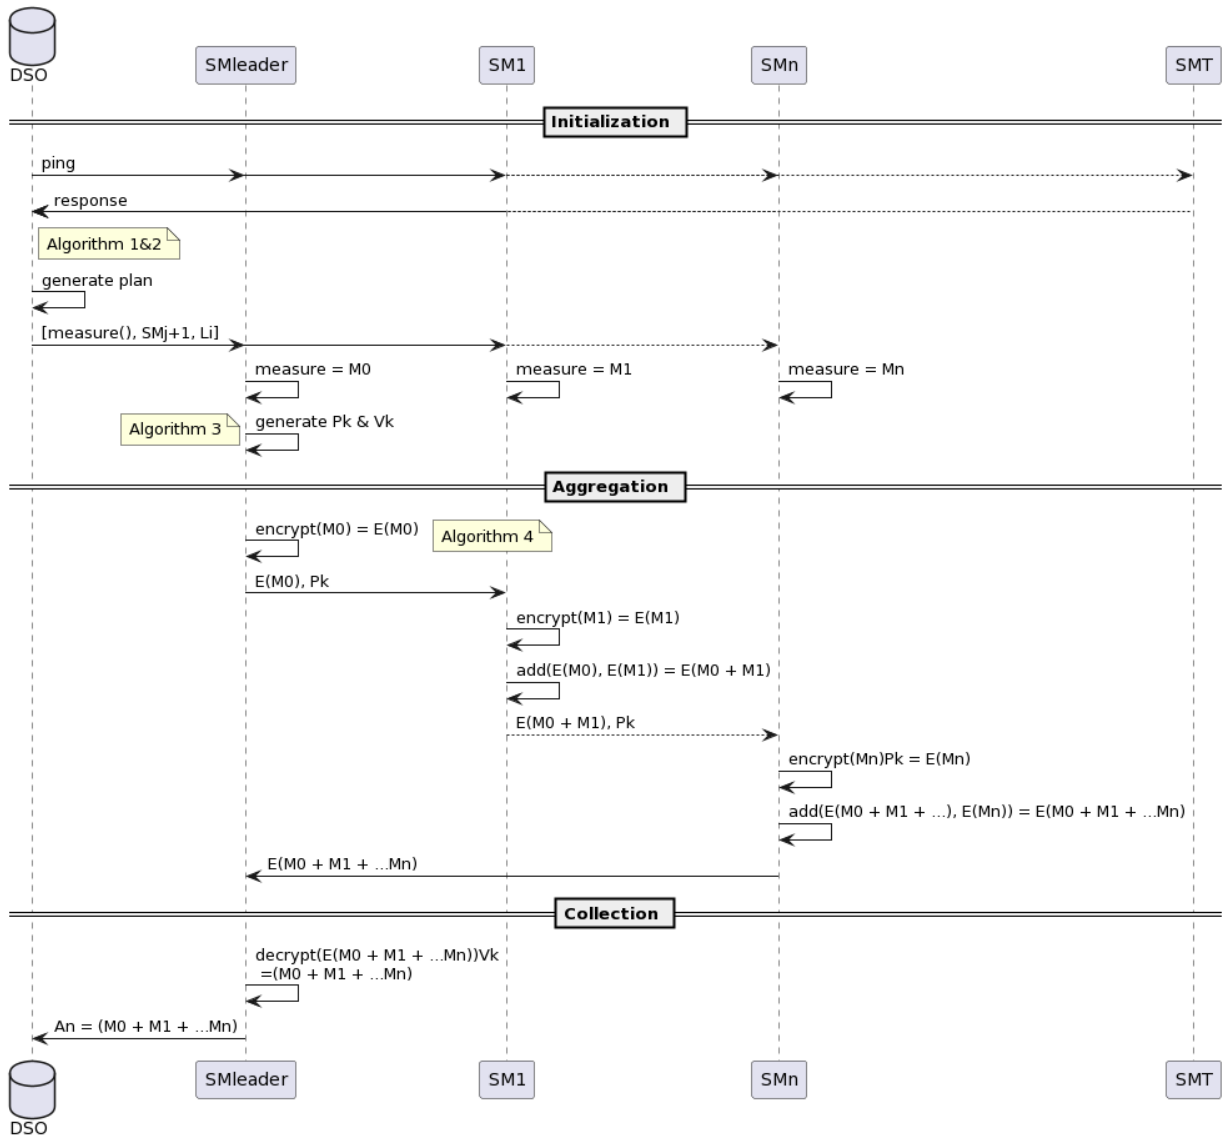 DSO
SMleader
SM1
SMn
SMT
Initialization
ping
response
Algorithm 1&2
generate plan
[measure(), SMj+1, Li]
measure = M0
measure = M1
measure = Mn
Algorithm 3
generate Pk & Vk
Aggregation
encrypt(M0) = E(M0)
Algorithm 4
E(M0), Pk
encrypt(M1) = E(M1)
add(E(M0), E(M1)) = E(M0 + M1)
E(M0 + M1), Pk
encrypt(Mn)Pk = E(Mn)
add(E(M0 + M1 + ...), E(Mn)) = E(M0 + M1 + ...Mn)
E(M0 + M1 + ...Mn)
Collection
decrypt(E(M0 + M1 + ...Mn))Vk
=(M0 + M1 + ...Mn)
An = (M0 + M1 + ...Mn)
SMleader
SM1
SMn
SMT
DSO